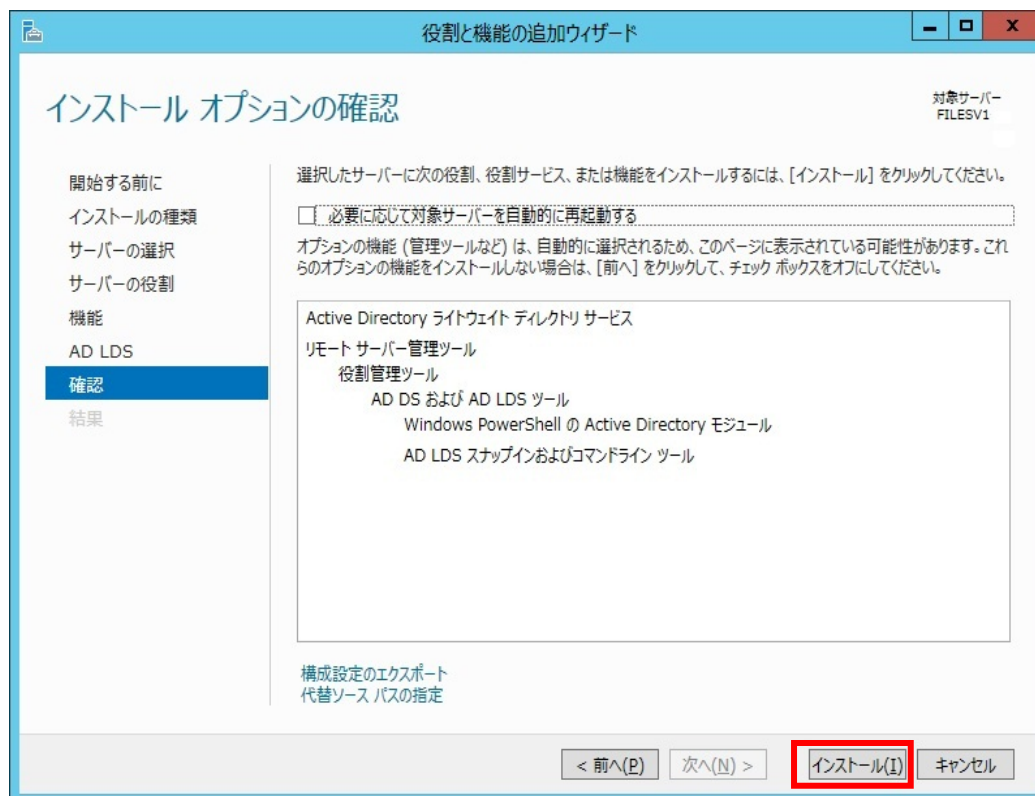 役割と機能の追加ウィザード
インストール オプションの確認
対象サーバー
FILESV1
開始する前に
インストールの種類
サーバーの選択
サーバーの役割
機能
AD LDS
確認
結果
選択したサーバーに次の役割、役割サービス、または機能をインストールするには、[インストール] をクリックしてください。
必要に応じて対象サーバーを自動的に再起動する
オプションの機能 (管理ツールなど) は、自動的に選択されるため、このページに表示されている可能性があります。これ
らのオプションの機能をインストールしない場合は、[前へ] をクリックして、チェック ボックスをオフにしてください。
Active Directory ライトウェイト ディレクトリ サービス
リモート サーバー管理ツール
役割管理ツール
AD DS および AD LDS ツール
Windows PowerShell の Active Directory モジュール
AD LDS スナップインおよびコマンドライン ツール
構成設定のエクスポート
代替ソース パスの指定
< 前へ(P) 次へ(N) > インストール(I) キャンセル